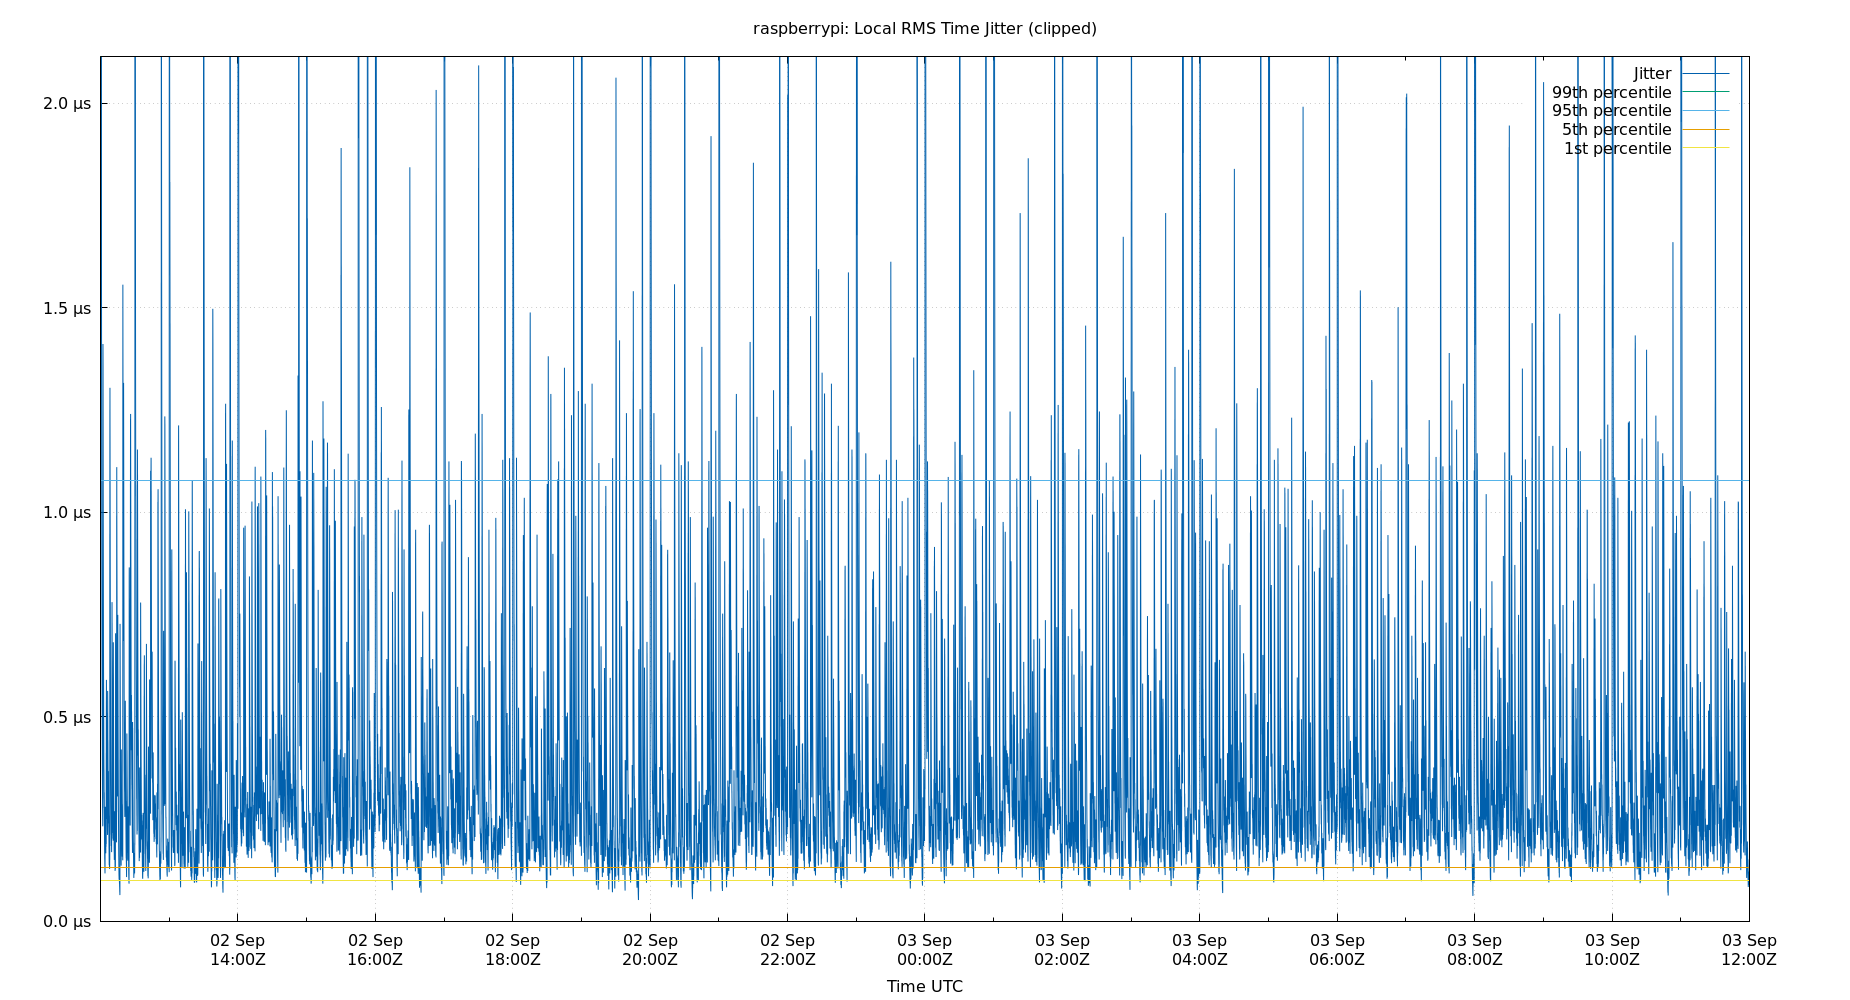 raspberrypi: Local RMS Time Jitter (clipped)
Jitter
99th percentile
95th percentile
5th percentile
1st percentile
2.0 µs
1.5 µs
1.0 µs
0.5 µs
0.0 µs
02 Sep 02 Sep 02 Sep 02 Sep 02 Sep 03 Sep 03 Sep 03 Sep 03 Sep 03 Sep 03 Sep 03 Sep
14:00Z 16:00Z 18:00Z 20:00Z 22:00Z 00:00Z 02:00Z 04:00Z 06:00Z 08:00Z 10:00Z 12:00Z
Time UTC